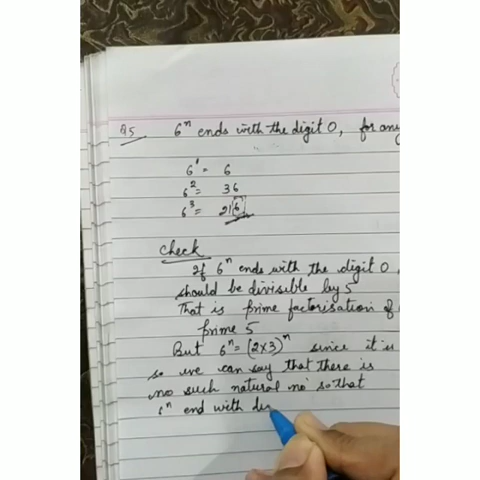 Q5 6ⁿ ends with the digit 0, for any
6¹ = 6
6² = 36
6³ = 216
Check
If 6ⁿ ends with the digit 0,
should be divisible by 5
That is prime factorisation of
prime 5
But 6ⁿ = (2×3)ⁿ since it is
so we can say that there is
no such natural no so that
6ⁿ end with di